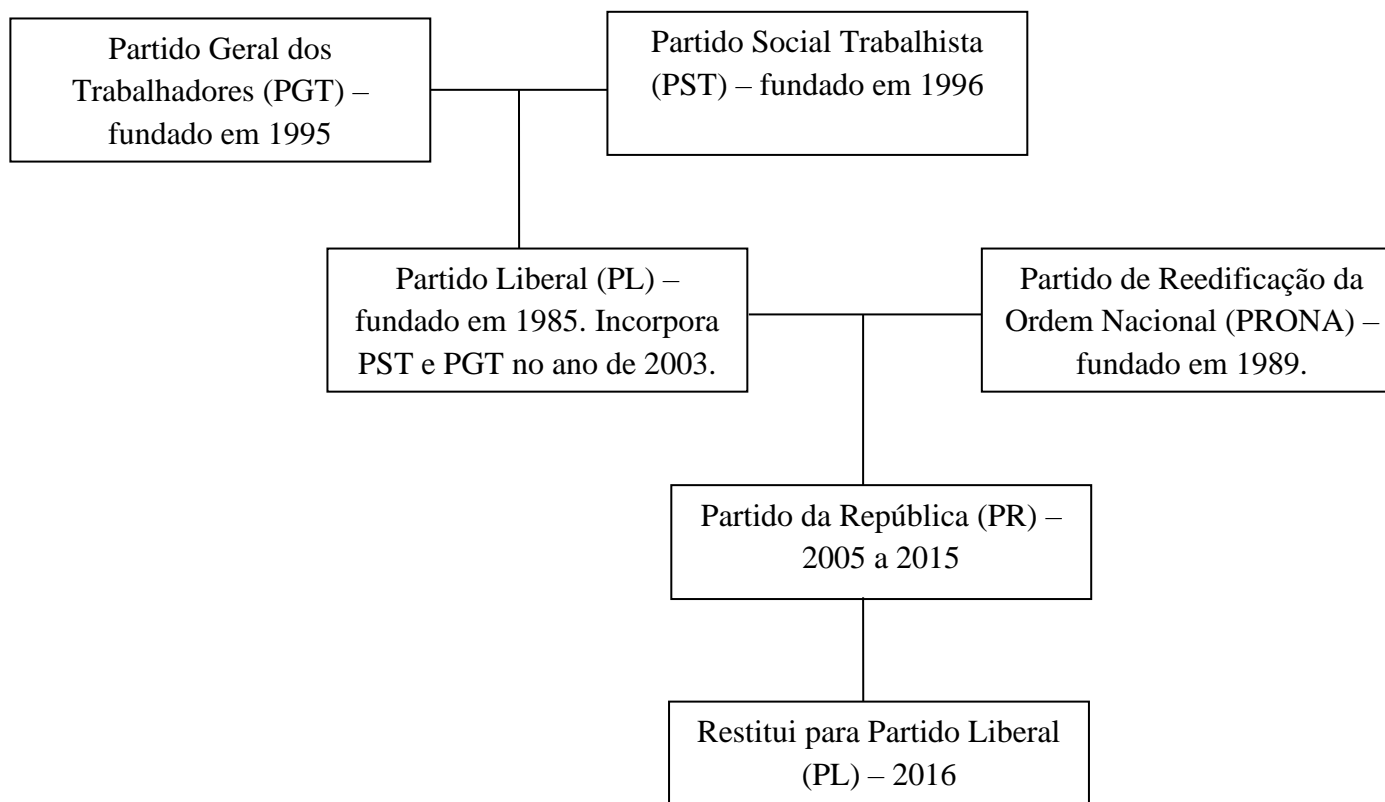 Partido Geral dos
Trabalhadores (PGT) –
fundado em 1995
Partido Social Trabalhista
(PST) – fundado em 1996
Partido Liberal (PL) –
fundado em 1985. Incorpora
PST e PGT no ano de 2003.
Partido de Reedificação da
Ordem Nacional (PRONA) –
fundado em 1989.
Partido da República (PR) –
2005 a 2015
Restitui para Partido Liberal
(PL) – 2016